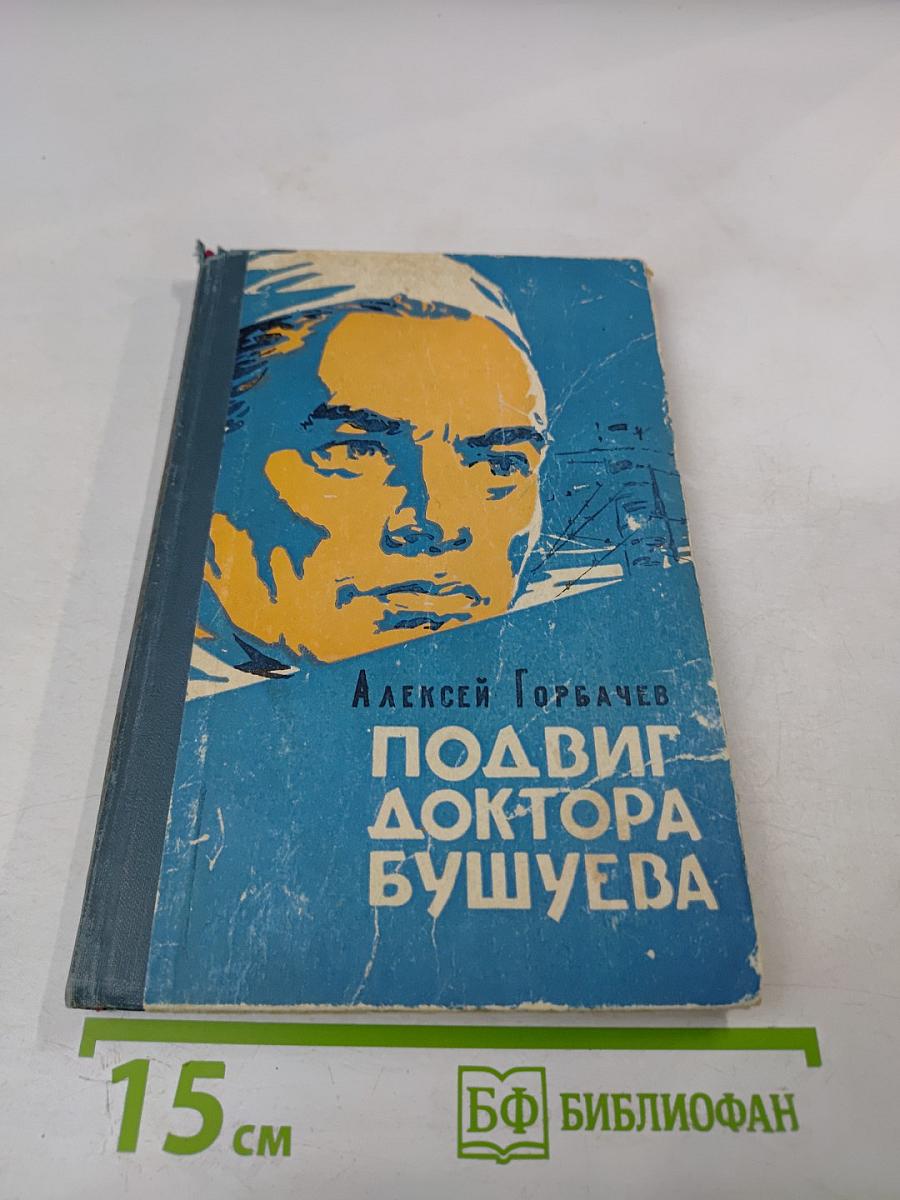 Алексей Горбачев
ПОДВИГ
ДОКТОРА
БУШУЕВА
15 см
БФ БИБЛИОФАН